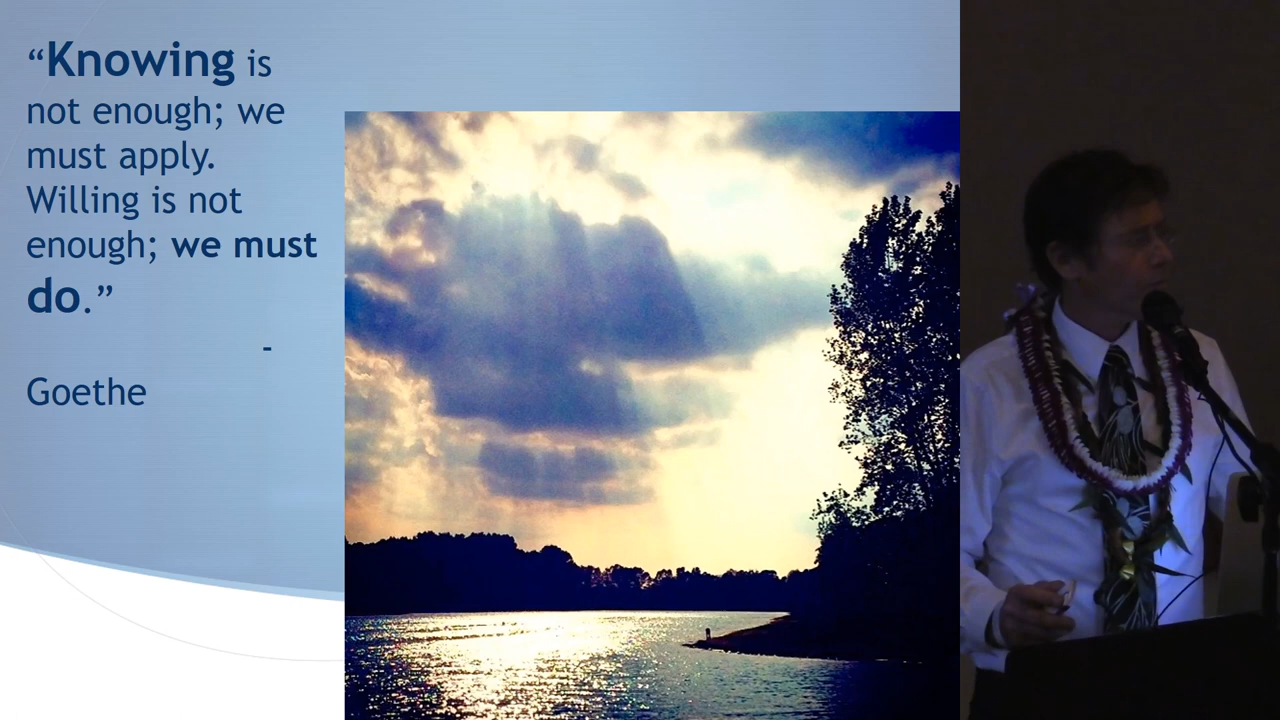 “Knowing is
not enough; we
must apply.
Willing is not
enough; we must
do.”
-
Goethe